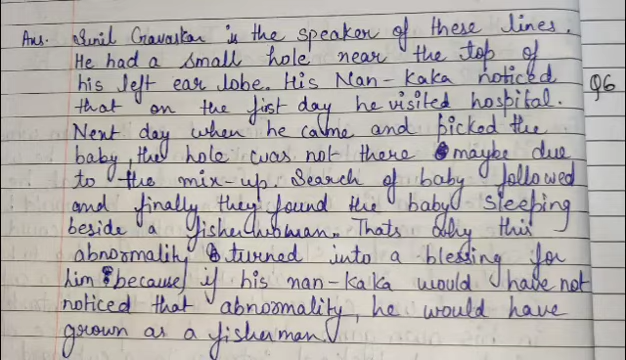 Ans. Sunil Gavaskar is the speaker of these lines.
He had a small hole near the top of
his left ear lobe. His Nan-kaka noticed
Q6
that on the first day he visited hospital.
Next day when he came and picked the
baby, the hole was not there maybe due
to the mix-up. Search of baby followed
and finally they found the baby sleeping
beside a fisherwoman. Thats why this
abnormality turned into a blessing for
him because if his nan-kaka would have not
noticed that abnormality, he would have
grown as a fisherman.